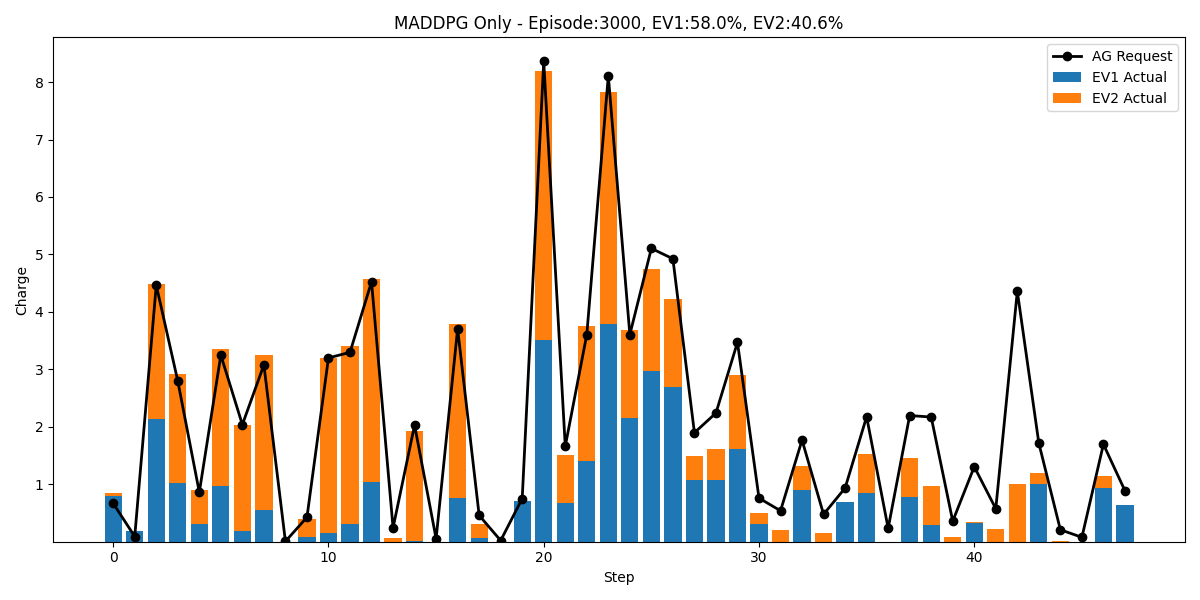 MADDPG Only - Episode:3000, EV1:58.0%, EV2:40.6%
AG Request
EV1 Actual
EV2 Actual
Charge
8
7
6
5
4
3
2
1
0
10
20
30
40
Step